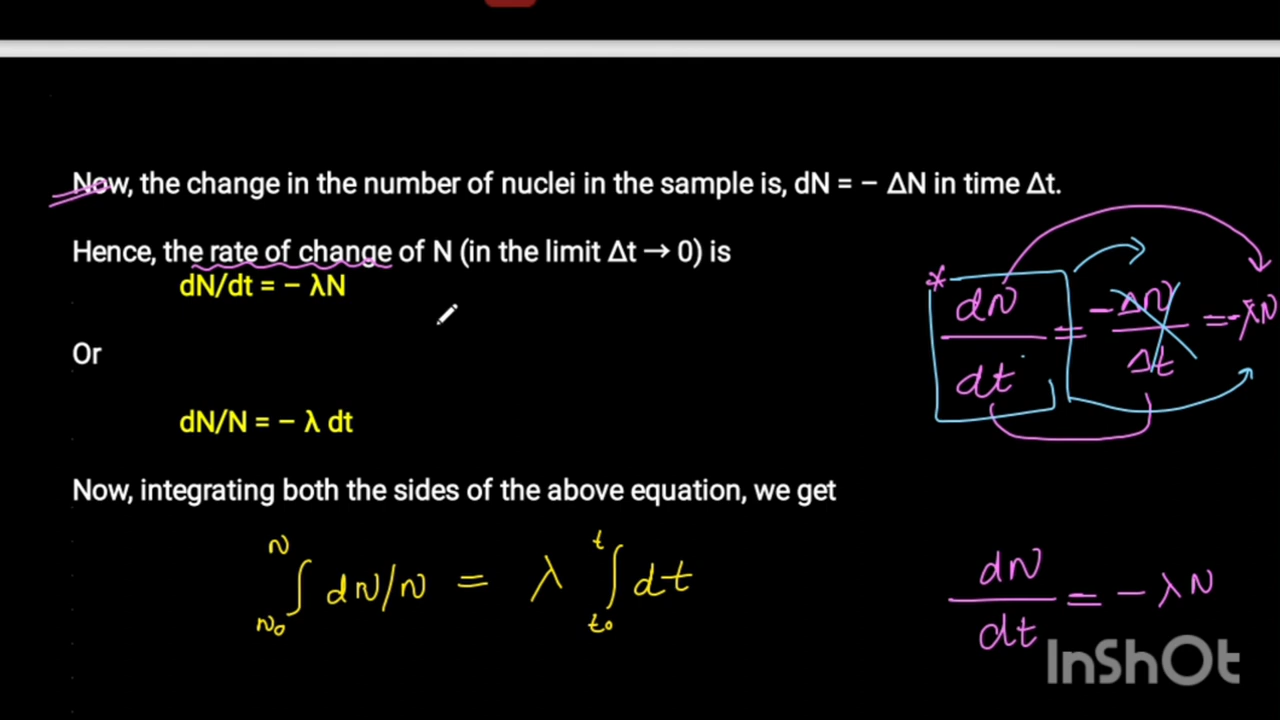 Now, the change in the number of nuclei in the sample is, dN = − ΔN in time Δt.
Hence, the rate of change of N (in the limit Δt → 0) is
dN/dt = − λN
* dN/dt = -ΔN/Δt = -λN
Or
dN/N = − λ dt
Now, integrating both the sides of the above equation, we get
N t
∫ dN/N = λ ∫ dt
N₀ t₀
dN/dt = - λN
InShOt